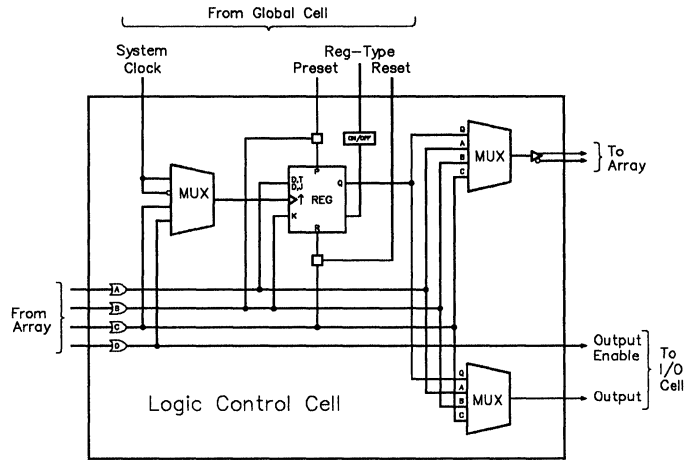 From Global Cell
System
Clock
Reg-Type
Preset
Reset
ON/OFF
MUX
P
D,T
D,J
REG
Q
K
R
Q
A
B
C
MUX
To
Array
From
Array
A
B
C
D
Output
Enable
To
I/O
Cell
Output
Q
A
B
C
MUX
Logic Control Cell